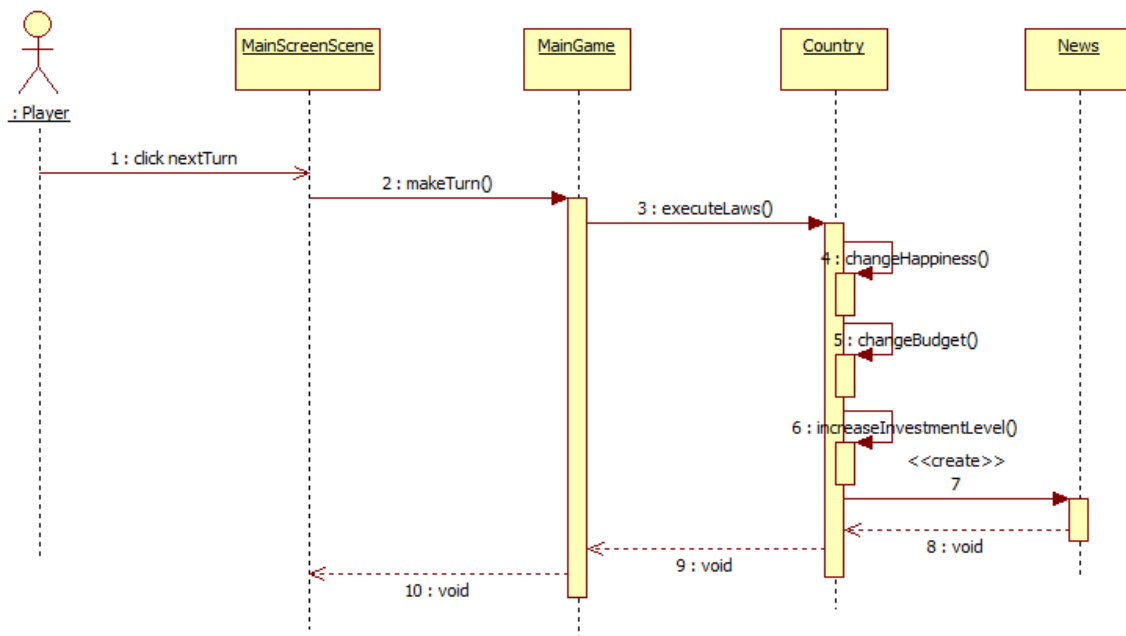 MainScreenScene
MainGame
Country
News
: Player
1 : click nextTurn
2 : makeTurn()
3 : executeLaws()
4 : changeHappiness()
5 : changeBudget()
6 : increaseInvestmentLevel()
<<create>>
7
8 : void
9 : void
10 : void